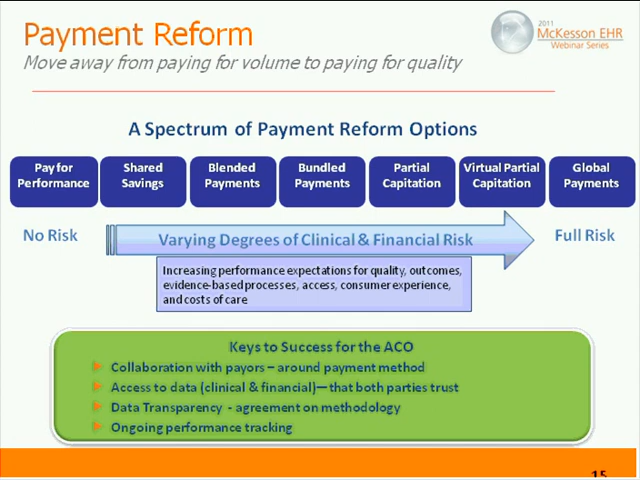 Payment Reform
Move away from paying for volume to paying for quality
2011
McKesson EHR
Webinar Series
A Spectrum of Payment Reform Options
Pay for
Performance
Shared
Savings
Blended
Payments
Bundled
Payments
Partial
Capitation
Virtual Partial
Capitation
Global
Payments
No Risk
Varying Degrees of Clinical & Financial Risk
Full Risk
Increasing performance expectations for quality, outcomes,
evidence-based processes, access, consumer experience,
and costs of care
Keys to Success for the ACO
Collaboration with payors – around payment method
Access to data (clinical & financial)— that both parties trust
Data Transparency - agreement on methodology
Ongoing performance tracking
15